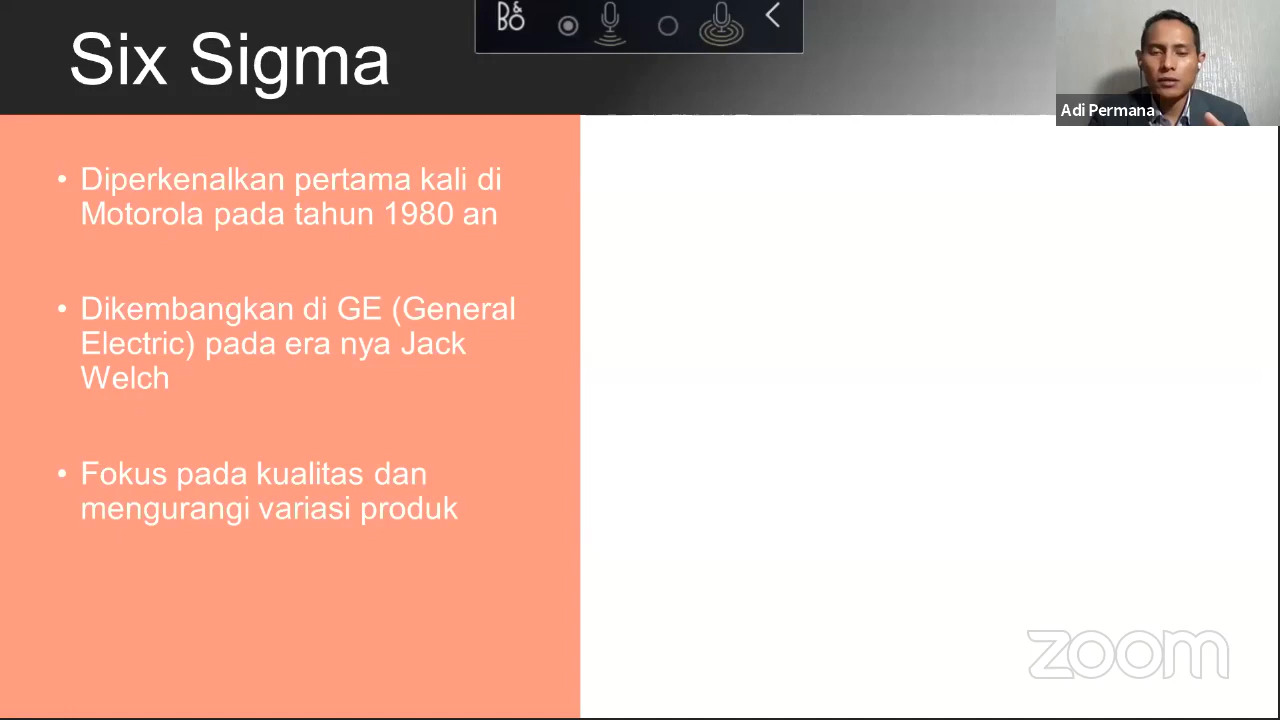 Six Sigma
B&O
Adi Permana
• Diperkenalkan pertama kali di
Motorola pada tahun 1980 an
• Dikembangkan di GE (General
Electric) pada era nya Jack
Welch
• Fokus pada kualitas dan
mengurangi variasi produk
zoom